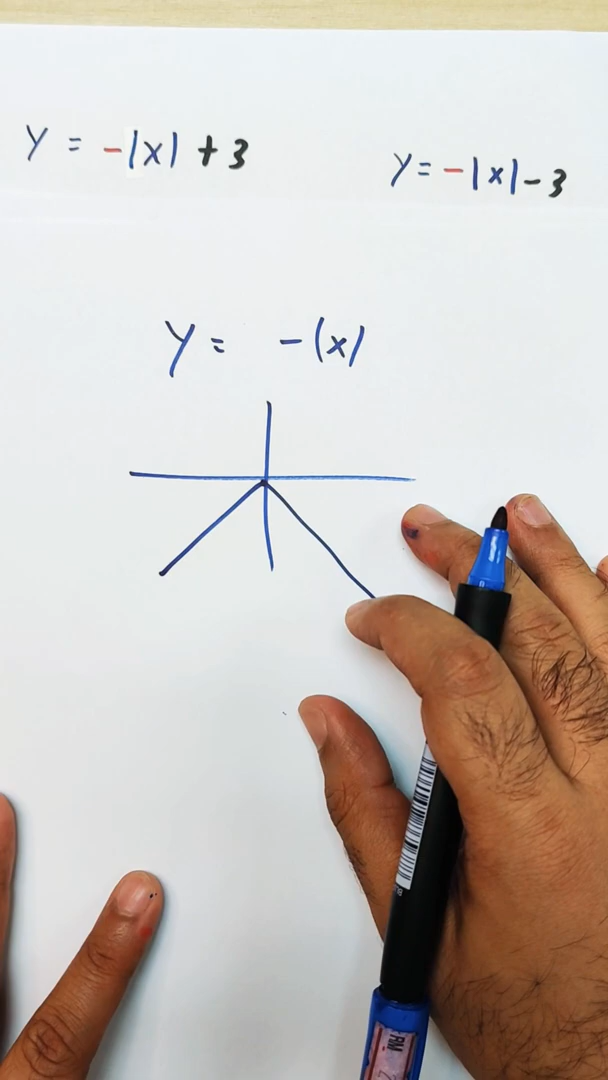 y = -|x| + 3
y = -|x| - 3
y = -|x|